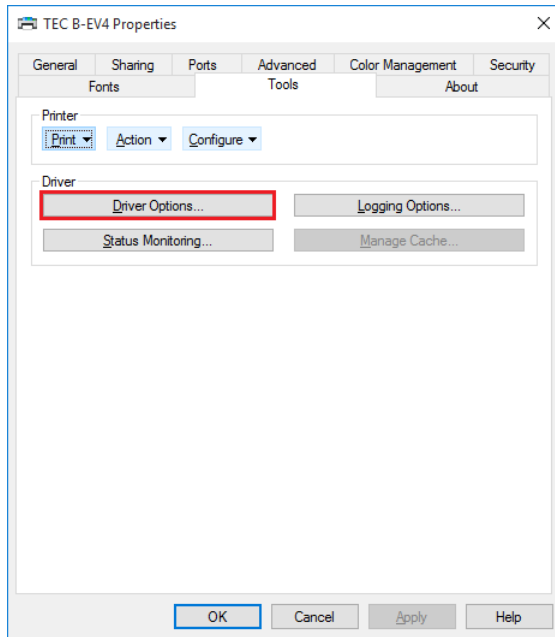 TEC B-EV4 Properties
General Sharing Ports Advanced Color Management Security
Fonts Tools About
Printer
Print Action Configure
Driver
Driver Options... Logging Options...
Status Monitoring... Manage Cache...
OK Cancel Apply Help